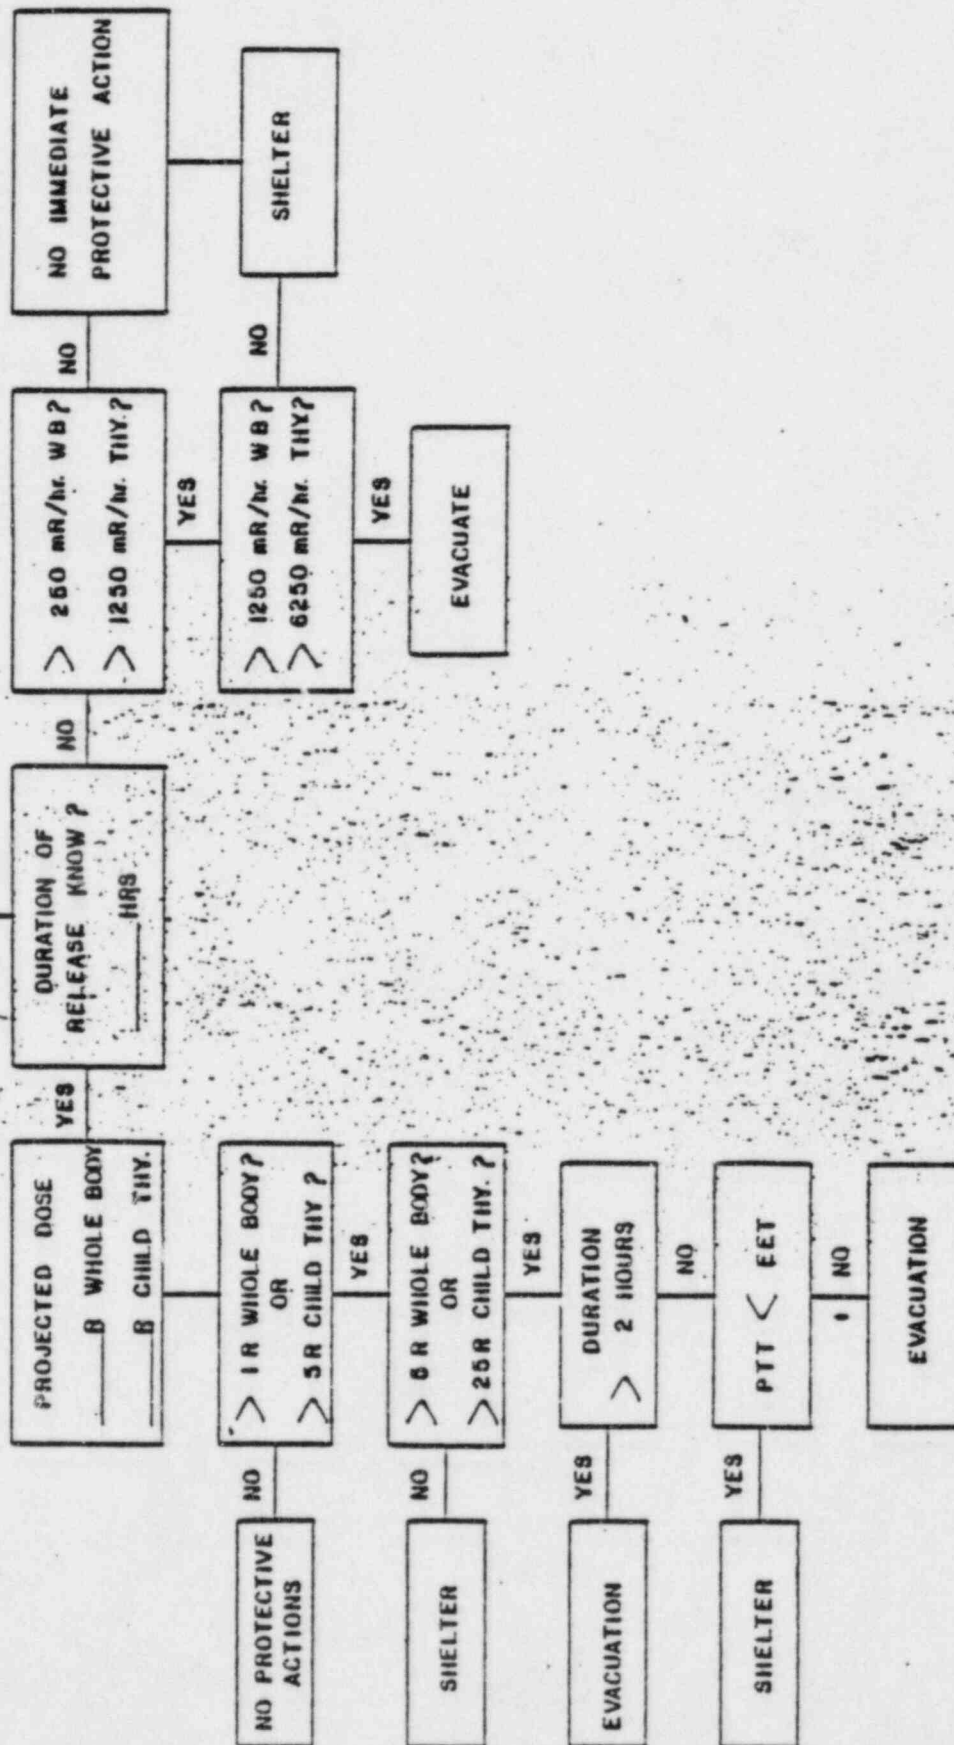 DURATION OF
RELEASE KNOW?
HRS
YES
NO
PROJECTED DOSE
R WHOLE BODY
R CHILD THY.
> 1R WHOLE BODY?
OR
> 5R CHILD THY?
NO
NO PROTECTIVE
ACTIONS
YES
> 5 R WHOLE BODY?
OR
> 25R CHILD THY.?
NO
SHELTER
YES
DURATION
> 2 HOURS
YES
EVACUATION
NO
PTT < EET
YES
SHELTER
NO
EVACUATION
> 250 mR/hr. WB?
> 1250 mR/hr. THY.?
NO
NO IMMEDIATE
PROTECTIVE ACTION
YES
> 1250 mR/hr. WB?
> 6250 mR/hr. THY?
NO
SHELTER
YES
EVACUATE